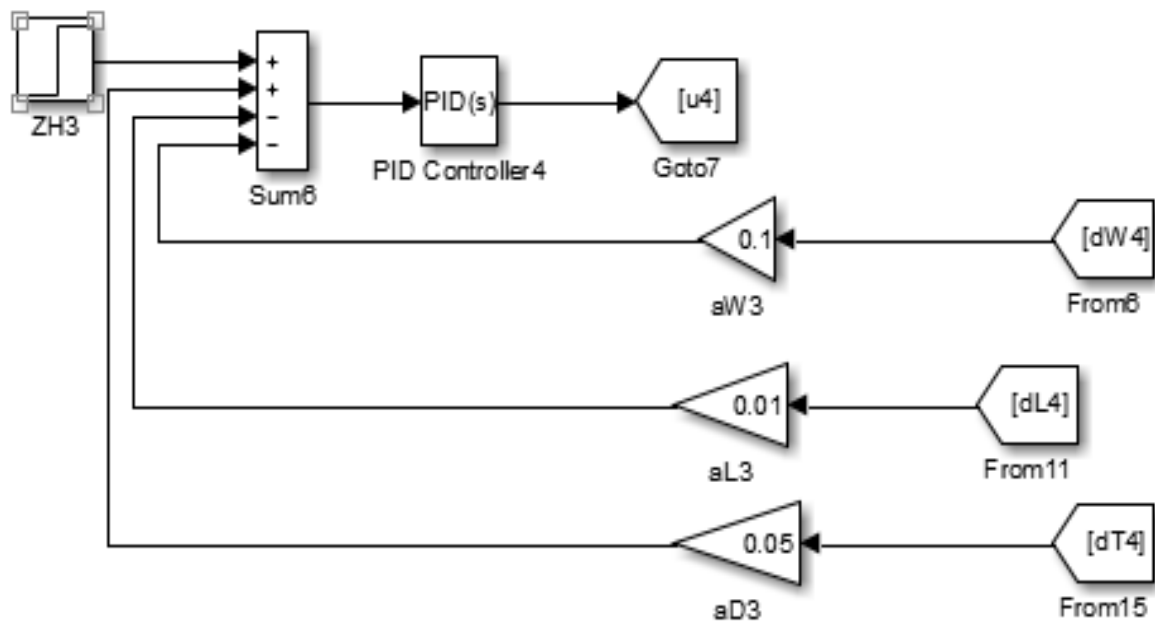 ZH3
+
+
−
−
Sum6
PID(s)
PID Controller4
[u4]
Goto7
0.1
aW3
[dW4]
From6
0.01
aL3
[dL4]
From11
0.05
aD3
[dT4]
From15